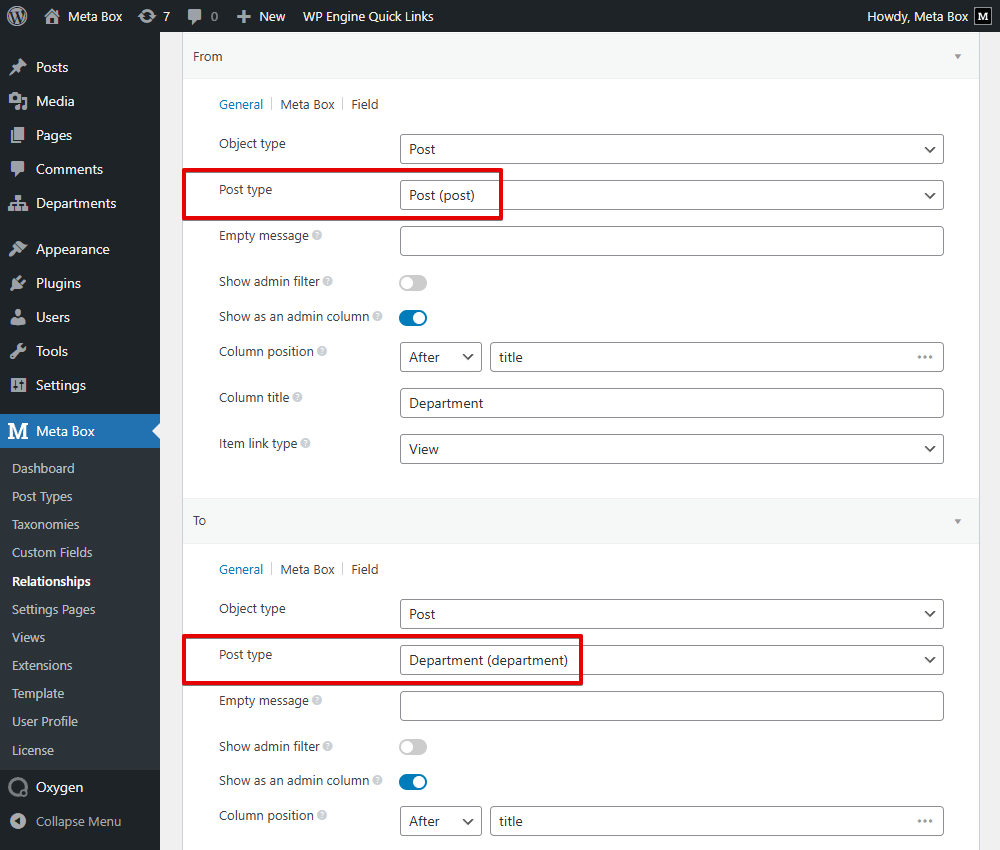 Meta Box 7 0 New WP Engine Quick Links Howdy, Meta Box M
Posts
Media
Pages
Comments
Departments
Appearance
Plugins
Users
Tools
Settings
M Meta Box
Dashboard
Post Types
Taxonomies
Custom Fields
Relationships
Settings Pages
Views
Extensions
Template
User Profile
License
Oxygen
Collapse Menu
From
General Meta Box Field
Object type Post
Post type Post (post)
Empty message
Show admin filter
Show as an admin column
Column position After title
Column title Department
Item link type View
To
General Meta Box Field
Object type Post
Post type Department (department)
Empty message
Show admin filter
Show as an admin column
Column position After title